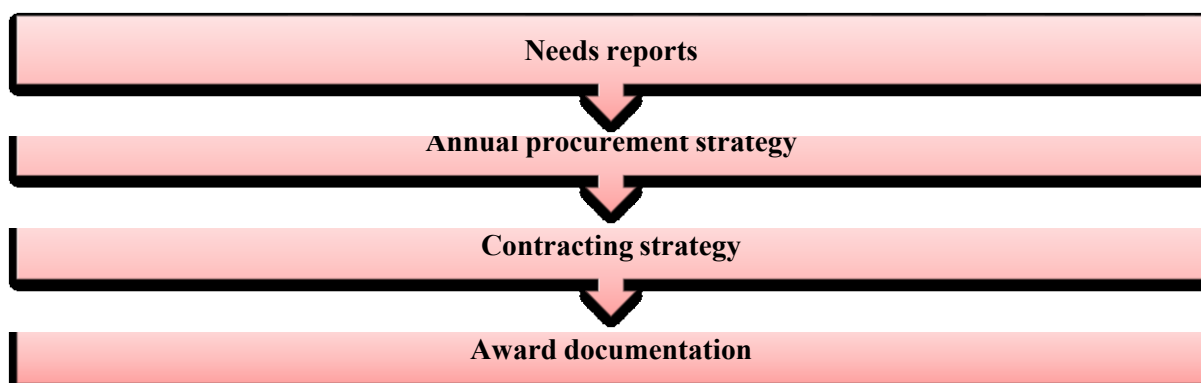 Needs reports
Annual procurement strategy
Contracting strategy
Award documentation